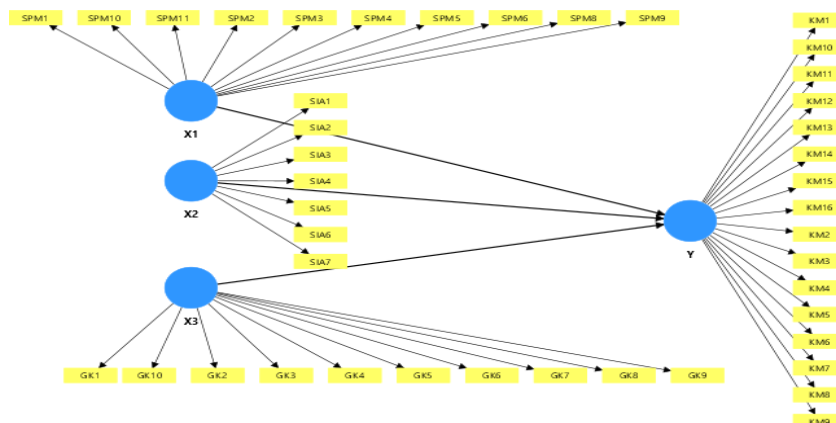 SPM1 SPM10 SPM11 SPM2 SPM3 SPM4 SPM5 SPM6 SPM8 SPM9
X1
SIA1
SIA2
SIA3
SIA4
SIA5
SIA6
SIA7
X2
X3
GK1 GK10 GK2 GK3 GK4 GK5 GK6 GK7 GK8 GK9
Y
KM1
KM10
KM11
KM12
KM13
KM14
KM15
KM16
KM2
KM3
KM4
KM5
KM6
KM7
KM8
KM9